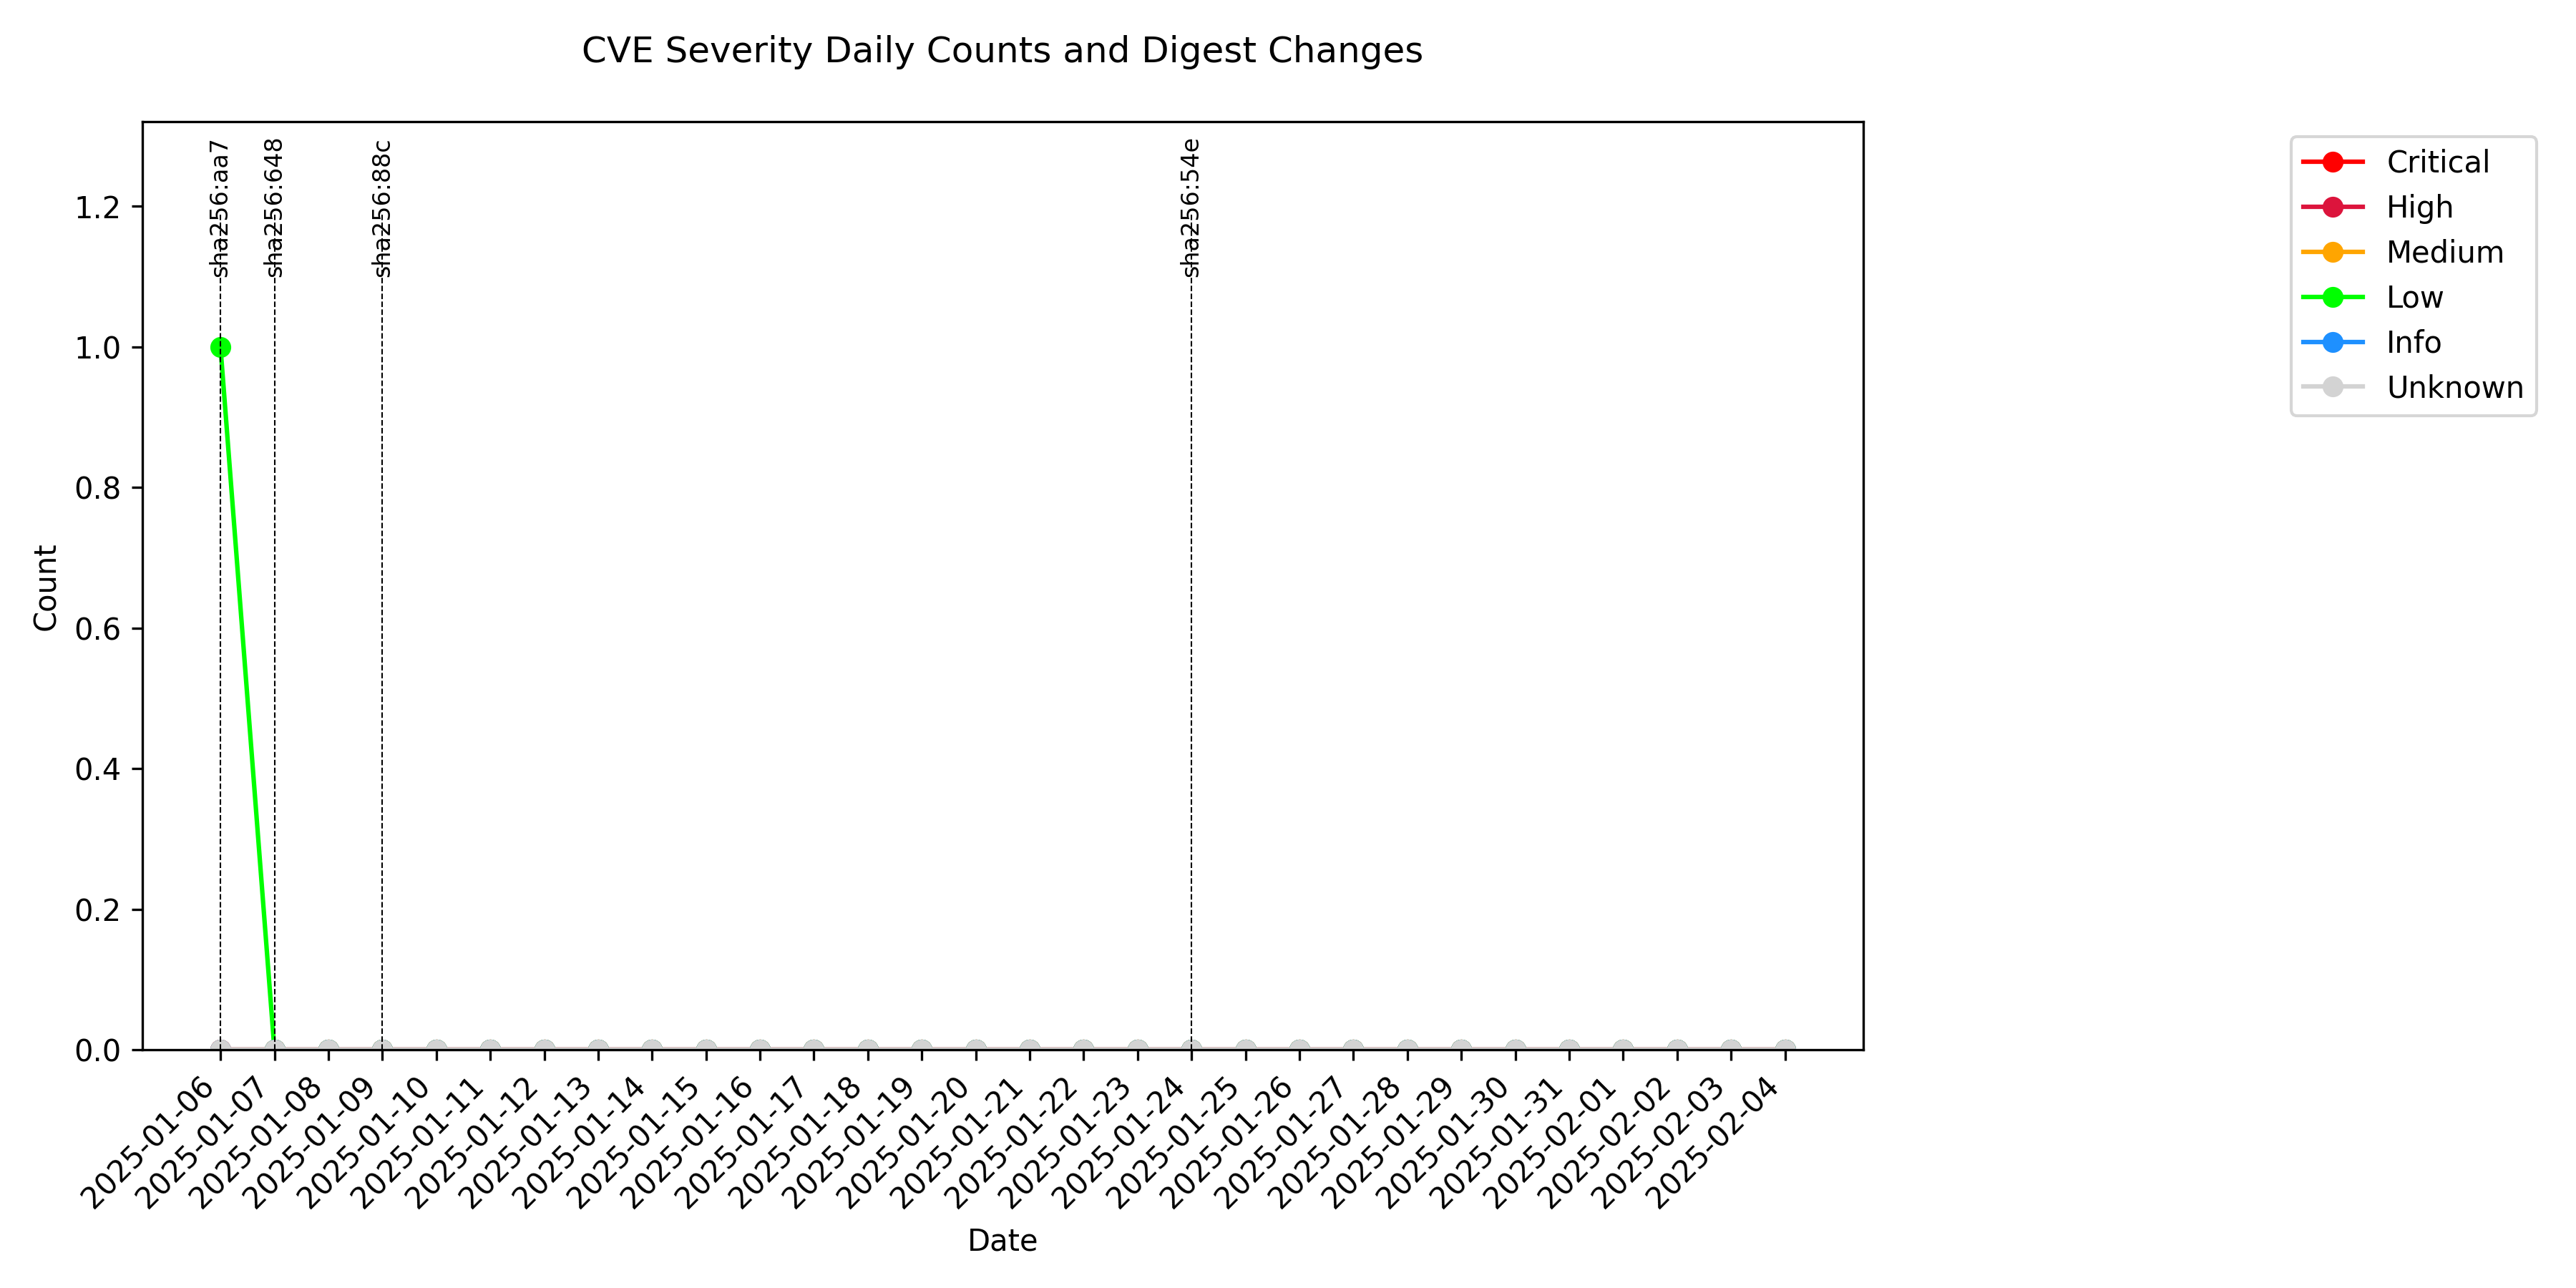 CVE Severity Daily Counts and Digest Changes
sha256:aa7
sha256:648
sha256:88c
sha256:54e
Critical
High
Medium
Low
Info
Unknown
1.2
1.0
0.8
0.6
0.4
0.2
0.0
Count
2025-01-06
2025-01-07
2025-01-08
2025-01-09
2025-01-10
2025-01-11
2025-01-12
2025-01-13
2025-01-14
2025-01-15
2025-01-16
2025-01-17
2025-01-18
2025-01-19
2025-01-20
2025-01-21
2025-01-22
2025-01-23
2025-01-24
2025-01-25
2025-01-26
2025-01-27
2025-01-28
2025-01-29
2025-01-30
2025-01-31
2025-02-01
2025-02-02
2025-02-03
2025-02-04
Date